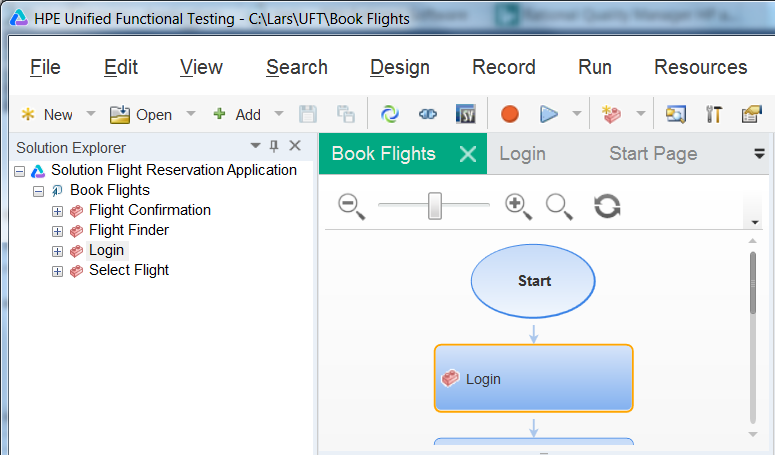 HPE Unified Functional Testing - C:\Lars\UFT\Book Flights
File Edit View Search Design Record Run Resources
New Open Add SV
Solution Explorer
Solution Flight Reservation Application
Book Flights
Flight Confirmation
Flight Finder
Login
Select Flight
Book Flights Login Start Page
Start
Login